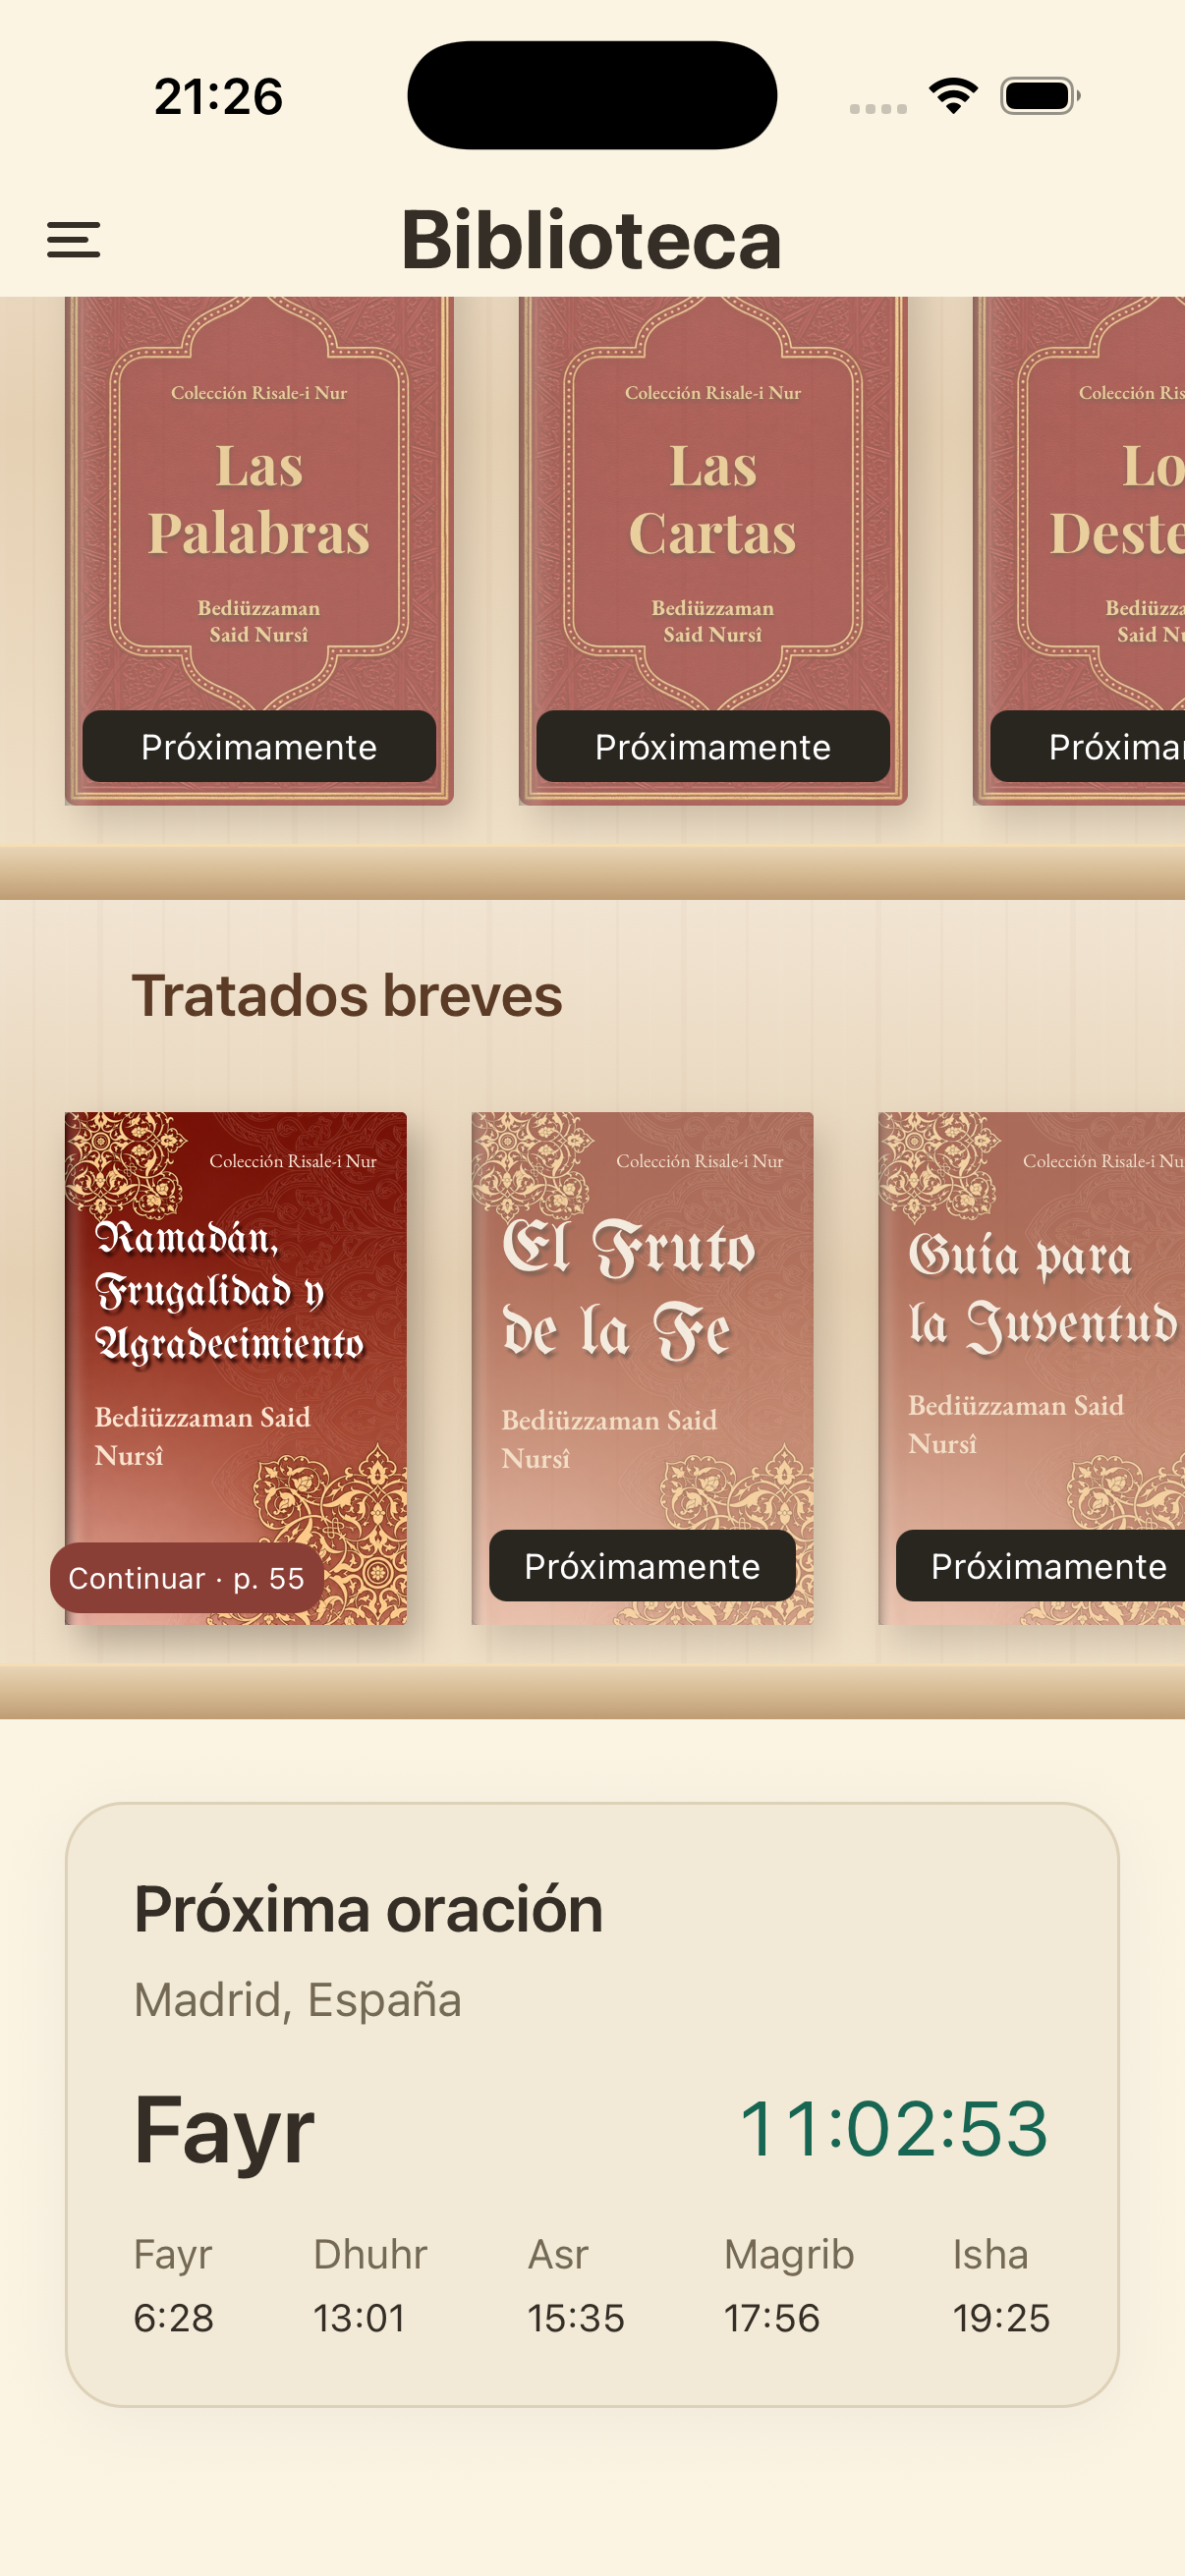 21:26
Biblioteca
Colección Risale-i Nur
Las
Palabras
Bediüzzaman
Said Nursî
Próximamente
Colección Risale-i Nur
Las
Cartas
Bediüzzaman
Said Nursî
Próximamente
Tratados breves
Colección Risale-i Nur
Ramadán,
Frugalidad y
Agradecimiento
Bediüzzaman Said
Nursî
Continuar · p. 55
Colección Risale-i Nur
El Fruto
de la Fe
Bediüzzaman Said
Nursî
Próximamente
Colección Risale-i Nu
Guía para
la Juventud
Bediüzzaman Said
Nursî
Próximamente
Próxima oración
Madrid, España
Fayr 11:02:53
Fayr Dhuhr Asr Magrib Isha
6:28 13:01 15:35 17:56 19:25